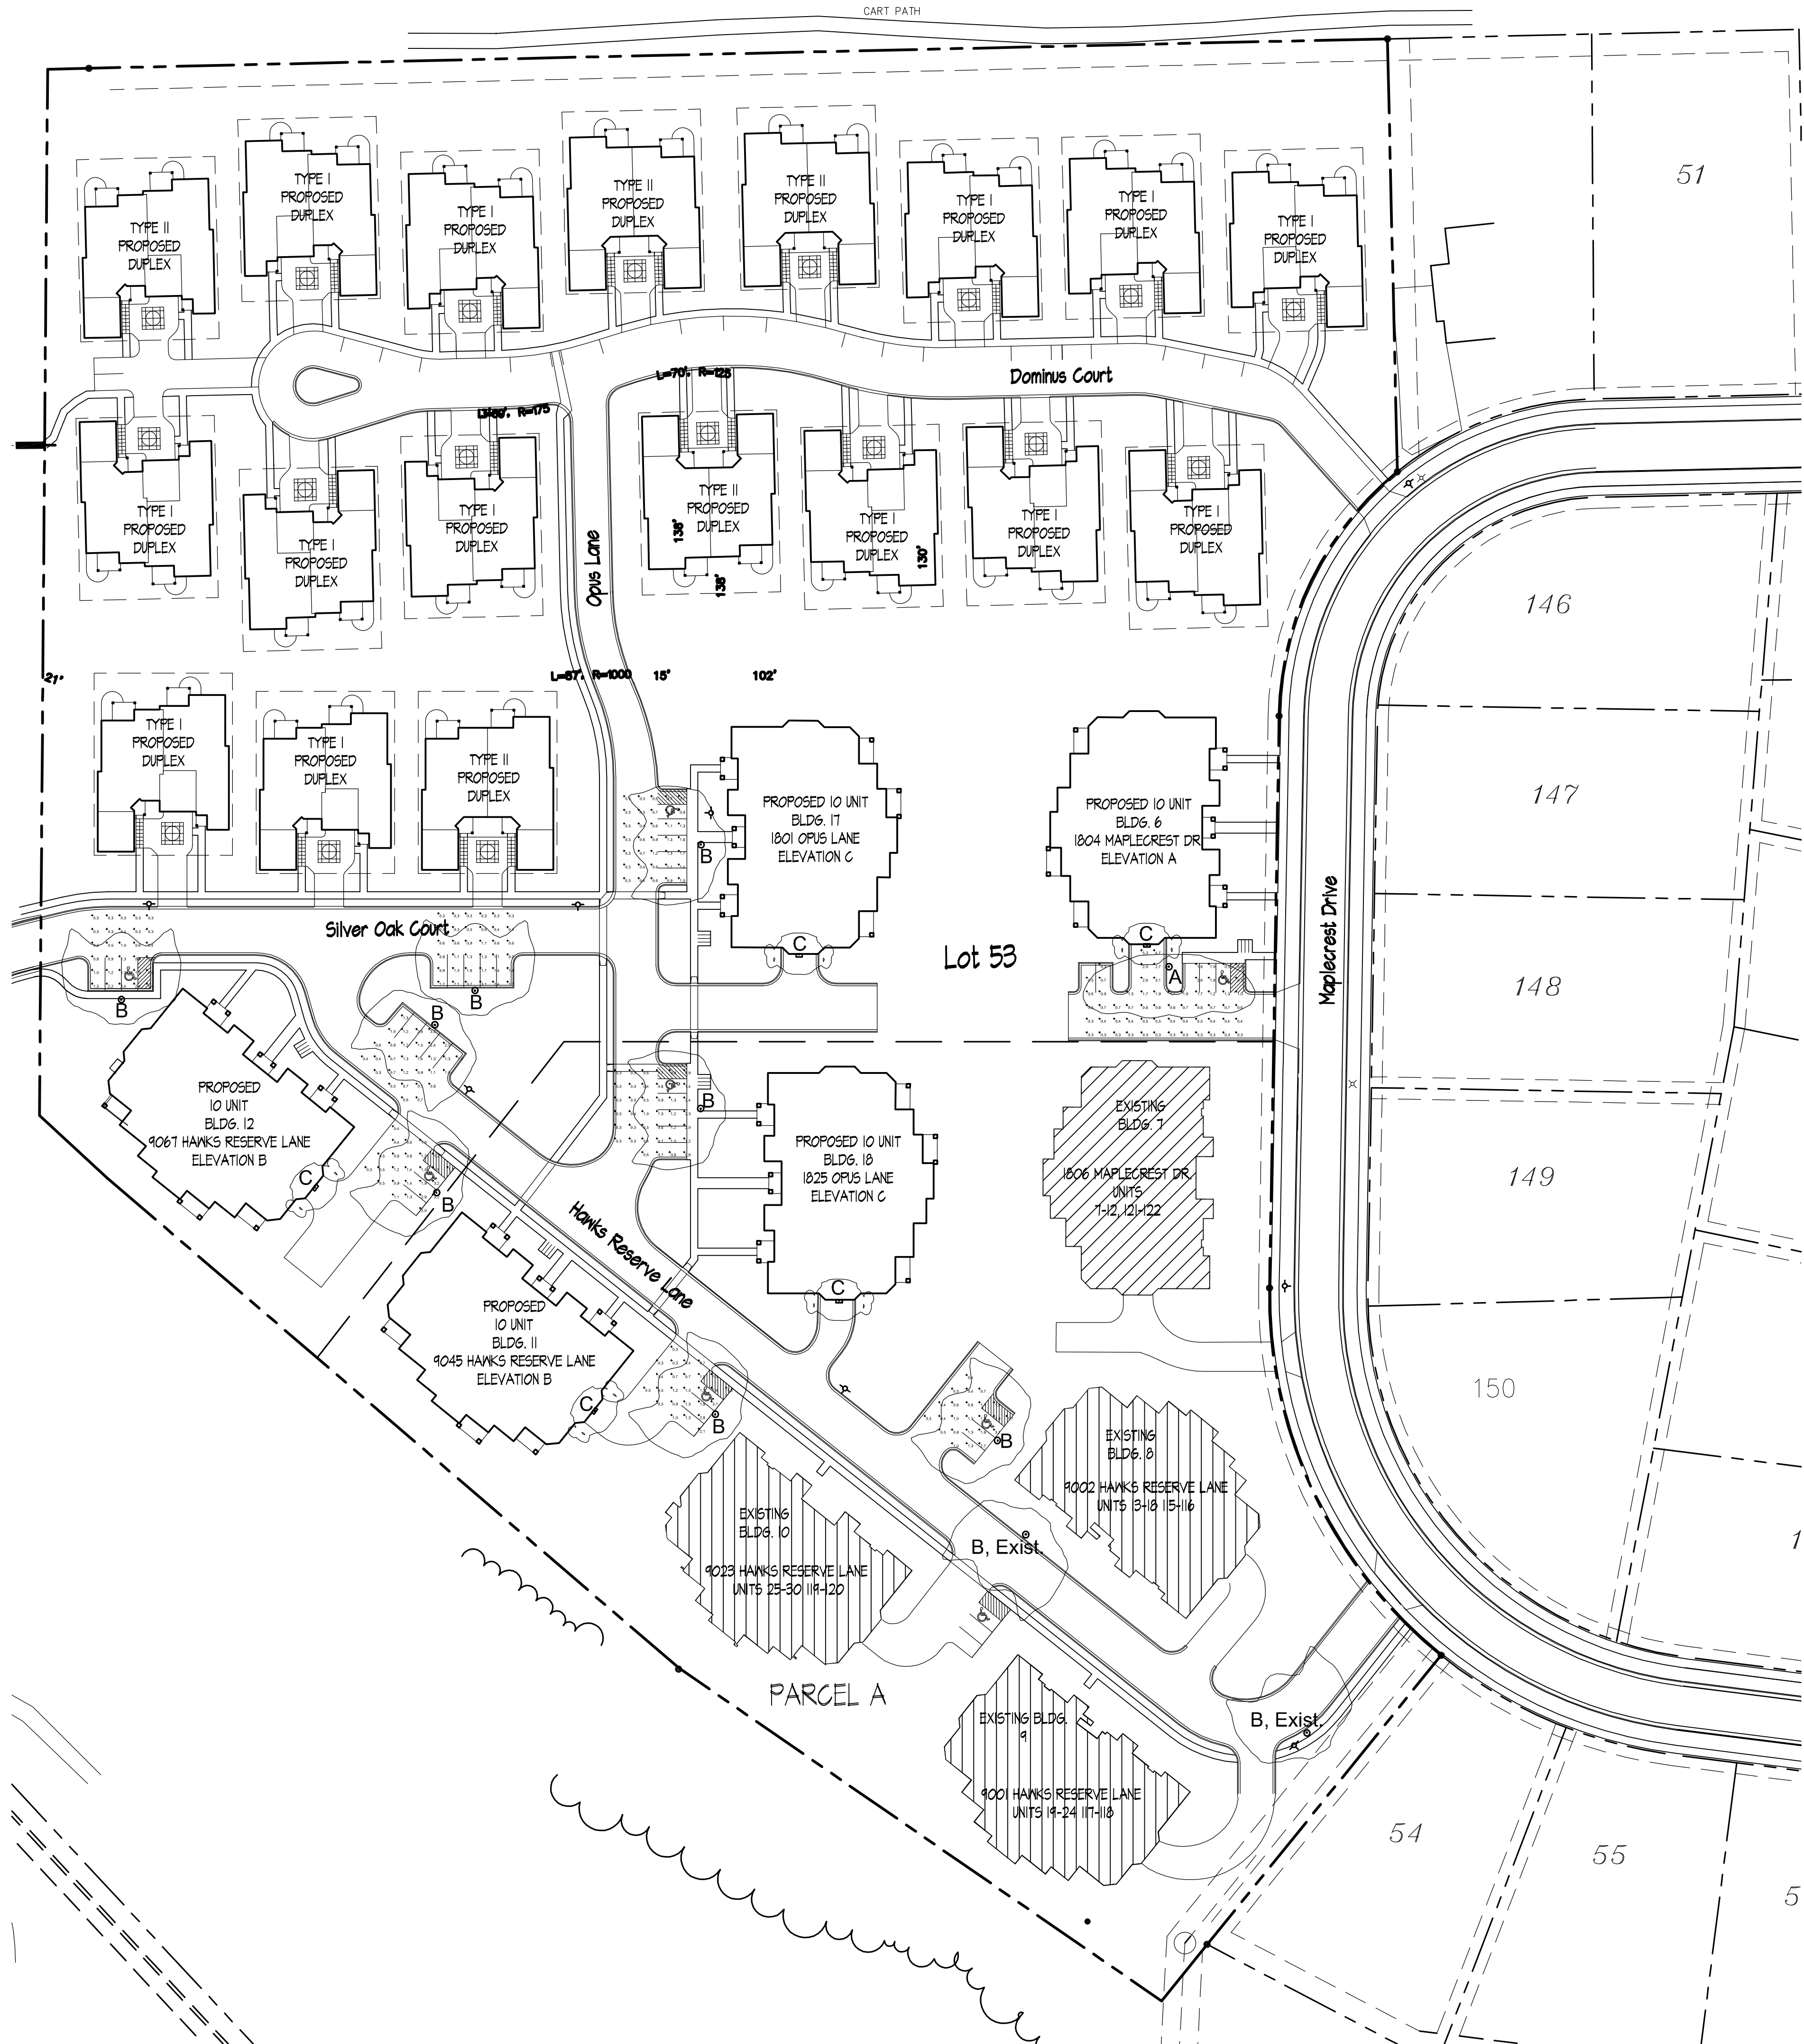 CART PATH
51
TYPE II
PROPOSED
DUPLEX
TYPE I
PROPOSED
DUPLEX
TYPE I
PROPOSED
DUPLEX
TYPE II
PROPOSED
DUPLEX
TYPE II
PROPOSED
DUPLEX
TYPE I
PROPOSED
DUPLEX
TYPE I
PROPOSED
DUPLEX
TYPE I
PROPOSED
DUPLEX
L=70', R=125
Dominus Court
R=175
TYPE I
PROPOSED
DUPLEX
TYPE I
PROPOSED
DUPLEX
TYPE I
PROPOSED
DUPLEX
Opus Lane
TYPE II
PROPOSED
DUPLEX
138'
138'
TYPE I
PROPOSED
DUPLEX
130'
TYPE I
PROPOSED
DUPLEX
TYPE I
PROPOSED
DUPLEX
146
21'
L=87', R=1000
15'
102'
TYPE I
PROPOSED
DUPLEX
TYPE I
PROPOSED
DUPLEX
TYPE II
PROPOSED
DUPLEX
PROPOSED 10 UNIT
BLDG. 17
1801 OPUS LANE
ELEVATION C
B
C
PROPOSED 10 UNIT
BLDG. 6
1804 MAPLECREST DR
ELEVATION A
C
A
147
Maplecrest Drive
Silver Oak Court
Lot 53
148
B
B
B
PROPOSED
10 UNIT
BLDG. 12
9067 HAWKS RESERVE LANE
ELEVATION B
C
B
B
PROPOSED 10 UNIT
BLDG. 18
1825 OPUS LANE
ELEVATION C
C
EXISTING
BLDG. 7
1806 MAPLECREST DR.
UNITS
7-12, 121-122
149
Hawks Reserve Lane
PROPOSED
10 UNIT
BLDG. 11
9045 HAWKS RESERVE LANE
ELEVATION B
C
B
B
150
EXISTING
BLDG. 8
9002 HAWKS RESERVE LANE
UNITS 13-18 115-116
EXISTING
BLDG. 10
9023 HAWKS RESERVE LANE
UNITS 25-30 119-120
B, Exist.
1
PARCEL A
EXISTING BLDG.
9
9001 HAWKS RESERVE LANE
UNITS 19-24 117-118
B, Exist.
54
55
5